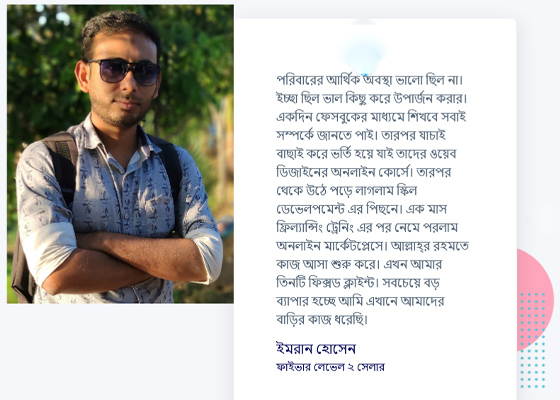 পরিবারের আর্থিক অবস্থা ভালো ছিল না।
ইচ্ছা ছিল ভাল কিছু করে উপার্জন করার।
একদিন ফেসবুকের মাধ্যমে শিখবে সবাই
সম্পর্কে জানতে পাই। তারপর যাচাই
বাছাই করে ভর্তি হয়ে যাই তাদের ওয়েব
ডিজাইনের অনলাইন কোর্সে। তারপর
থেকে উঠে পড়ে লাগলাম স্কিল
ডেভেলপমেন্ট এর পিছনে। এক মাস
ফ্রিল্যান্সিং ট্রেনিং এর পর নেমে পরলাম
অনলাইন মার্কেটপ্লেসে। আল্লাহ্‌র রহমতে
কাজ আসা শুরু করে। এখন আমার
তিনটি ফিক্সড ক্লাইন্ট। সবচেয়ে বড়
ব্যাপার হচ্ছে আমি এখানে আমাদের
বাড়ির কাজ ধরেছি।
ইমরান হোসেন
ফাইভার লেভেল ২ সেলার